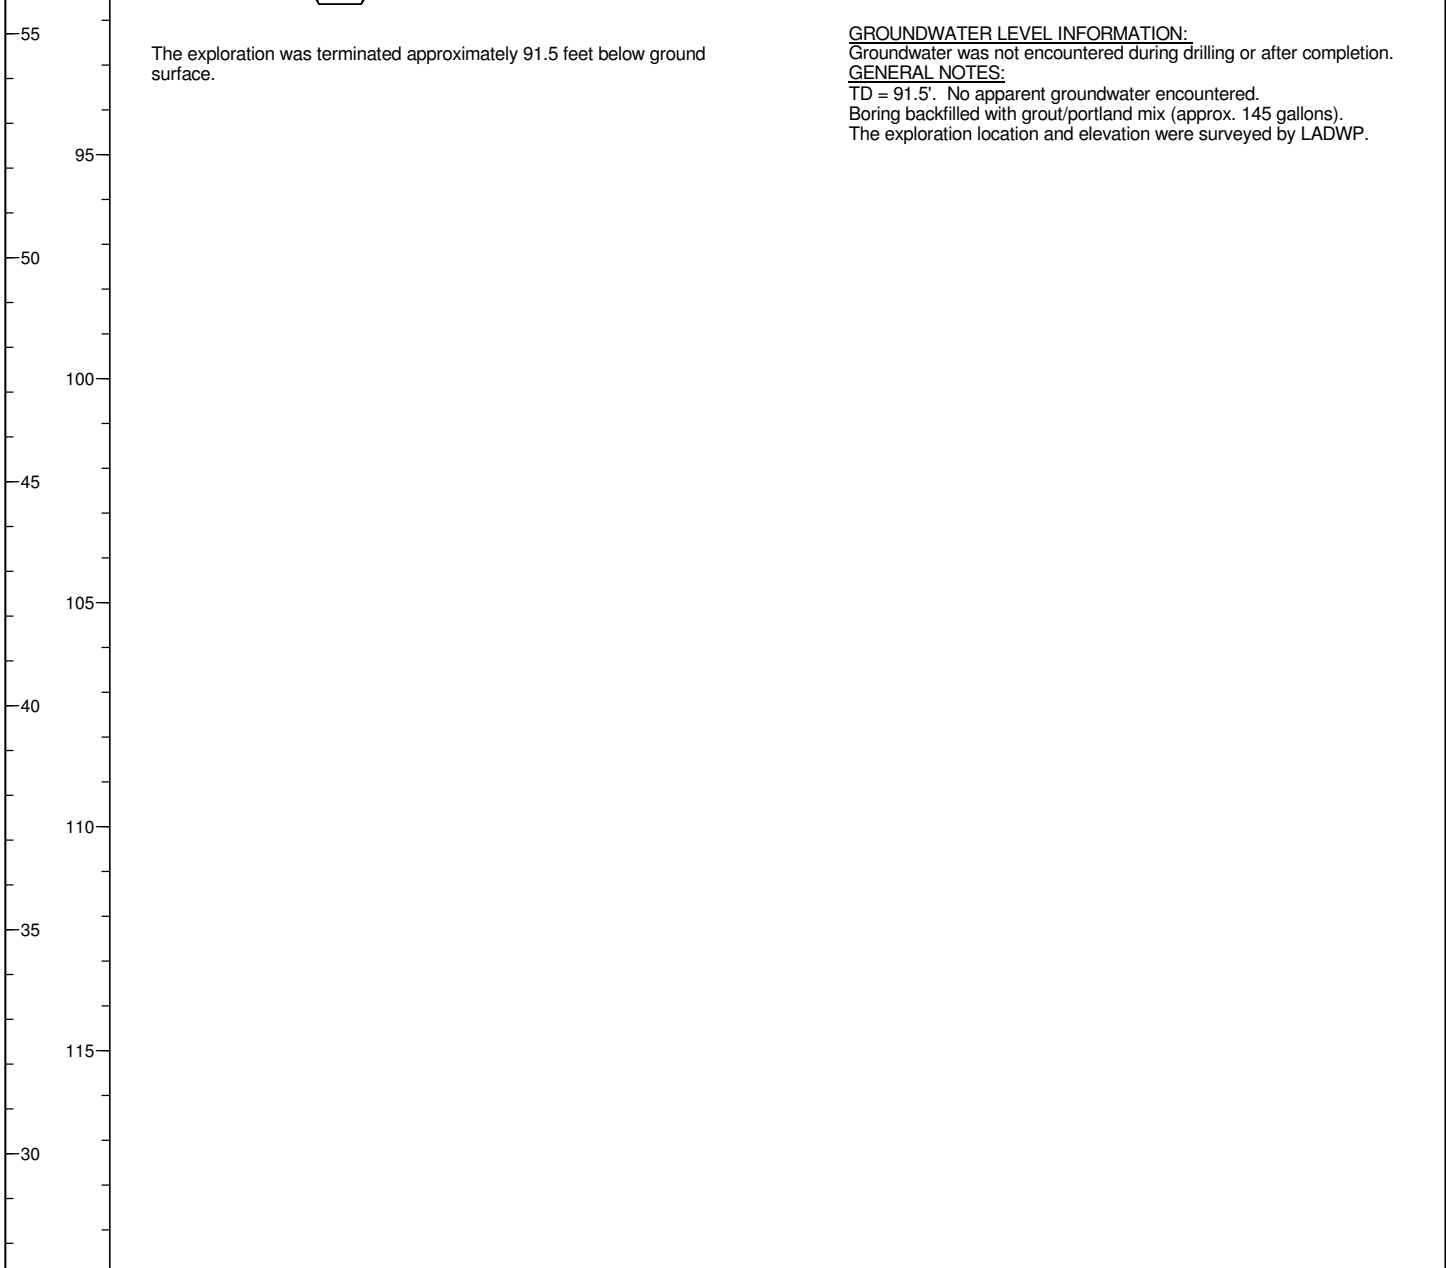 55
The exploration was terminated approximately 91.5 feet below ground
surface.
GROUNDWATER LEVEL INFORMATION:
Groundwater was not encountered during drilling or after completion.
GENERAL NOTES:
TD = 91.5'.  No apparent groundwater encountered.
Boring backfilled with grout/portland mix (approx. 145 gallons).
The exploration location and elevation were surveyed by LADWP.
95
50
100
45
105
40
110
35
115
30